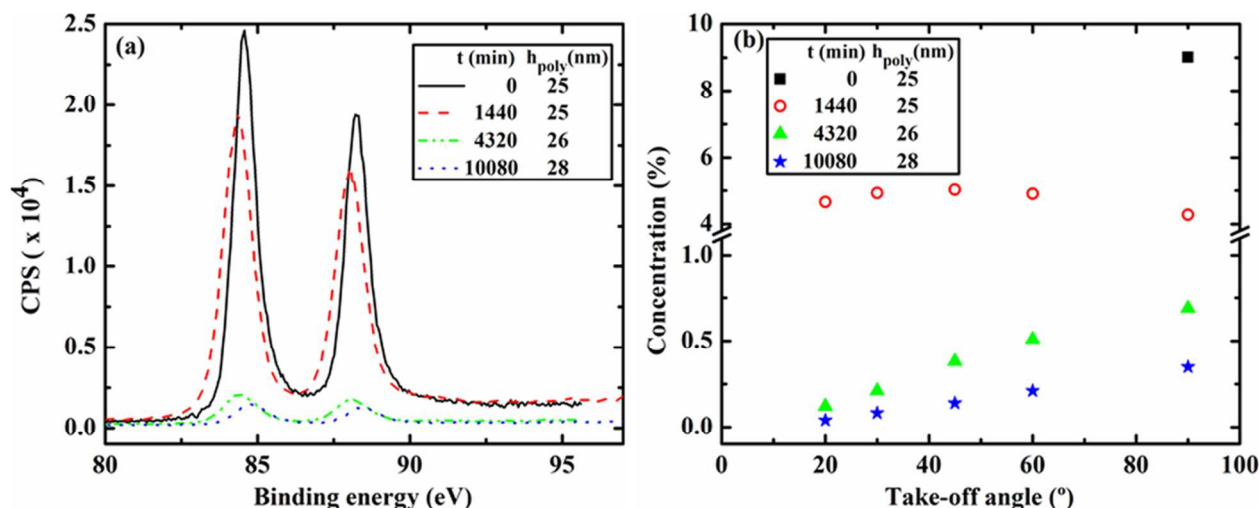 (a)
t (min) h_poly(nm)
0 25
1440 25
4320 26
10080 28
CPS ( x 10^4)
2.5
2.0
1.5
1.0
0.5
0.0
80 85 90 95
Binding energy (eV)
(b)
t (min) h_poly(nm)
0 25
1440 25
4320 26
10080 28
Concentration (%)
10
9
8
7
6
5
4
1.0
0.5
0.0
0 20 40 60 80 100
Take-off angle (º)